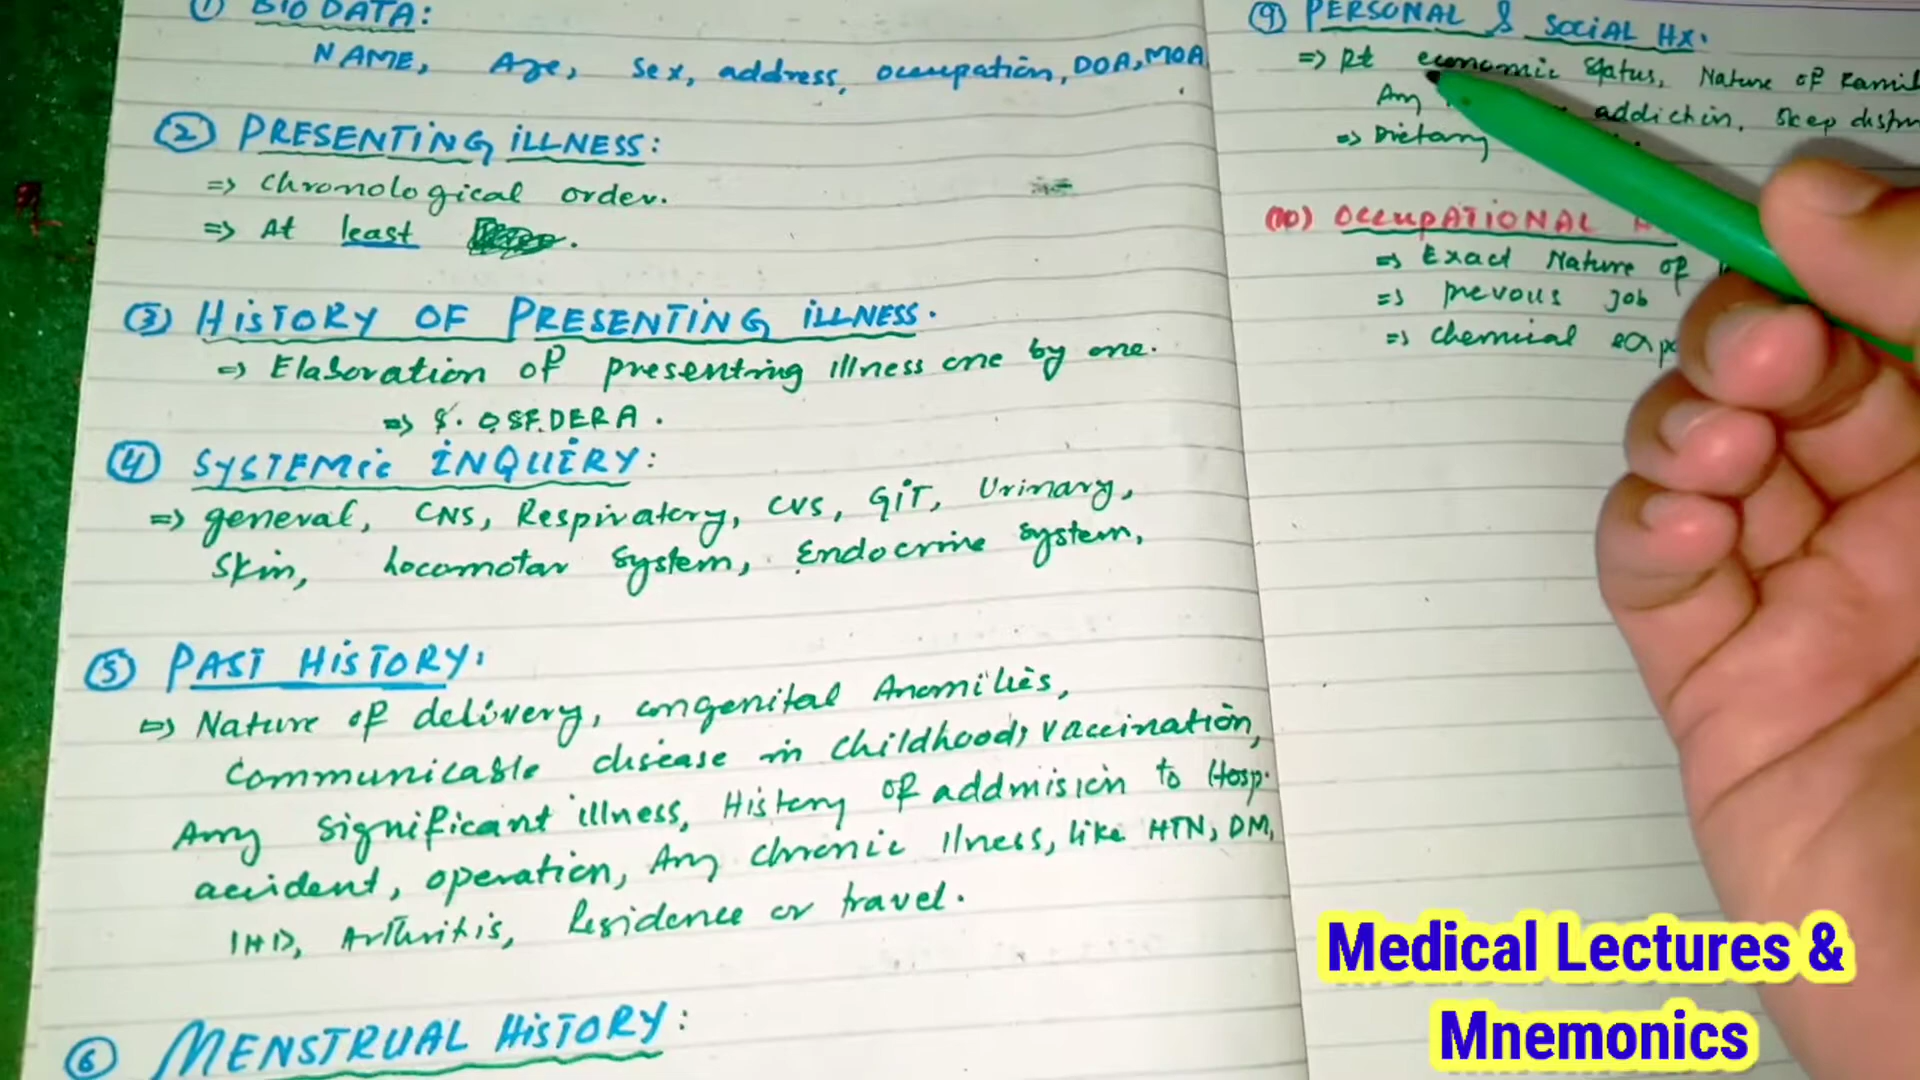 ① BIO DATA:
NAME, Age, Sex, address, occupation, DOA, MOA
② PRESENTING ILLNESS:
⇒ Chronological order.
⇒ At least
③ HISTORY OF PRESENTING ILLNESS.
⇒ Elaboration of presenting illness one by one.
⇒ S. OSFDERA.
④ SYSTEMIC INQUIERY:
⇒ general, CNS, Respiratory, CVS, GIT, Urinary,
Skin, Locomotar System, Endocrine System,
⑤ PAST HISTORY:
⇒ Nature of delivery, congenital Anomilies,
Communicable disease in childhood, vaccination,
Any significant illness, History of addmision to Hosp.
accident, operation, Any chronic Ilness, like HTN, DM,
IHD, Arthritis, Residence or travel.
⑥ MENSTRUAL HISTORY:
⑨ PERSONAL & SOCIAL HX.
⇒ Pt economic Status, Nature of
Any addiction, Sleep
⇒ Dietary
(10) OCCUPATIONAL
⇒ Exact Nature of
⇒ prevous job
⇒ Chemical
Medical Lectures &
Mnemonics